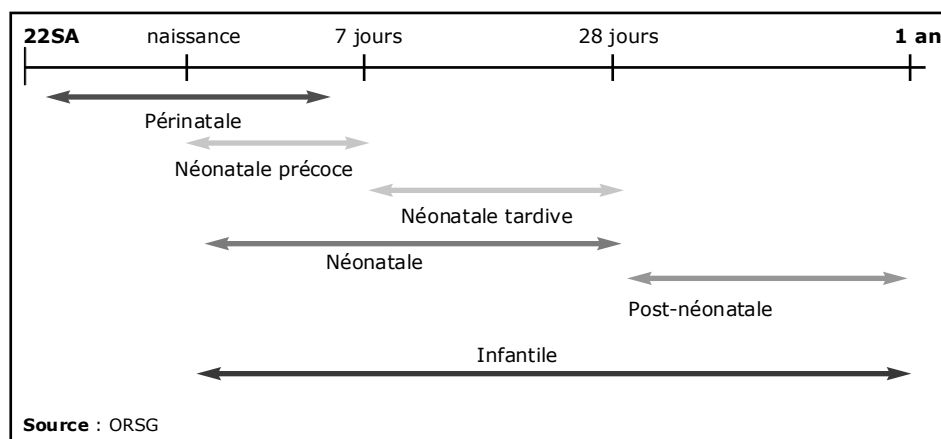 22SA naissance 7 jours 28 jours 1 an
Périnatale
Néonatale précoce
Néonatale tardive
Néonatale
Post-néonatale
Infantile
Source : ORSG